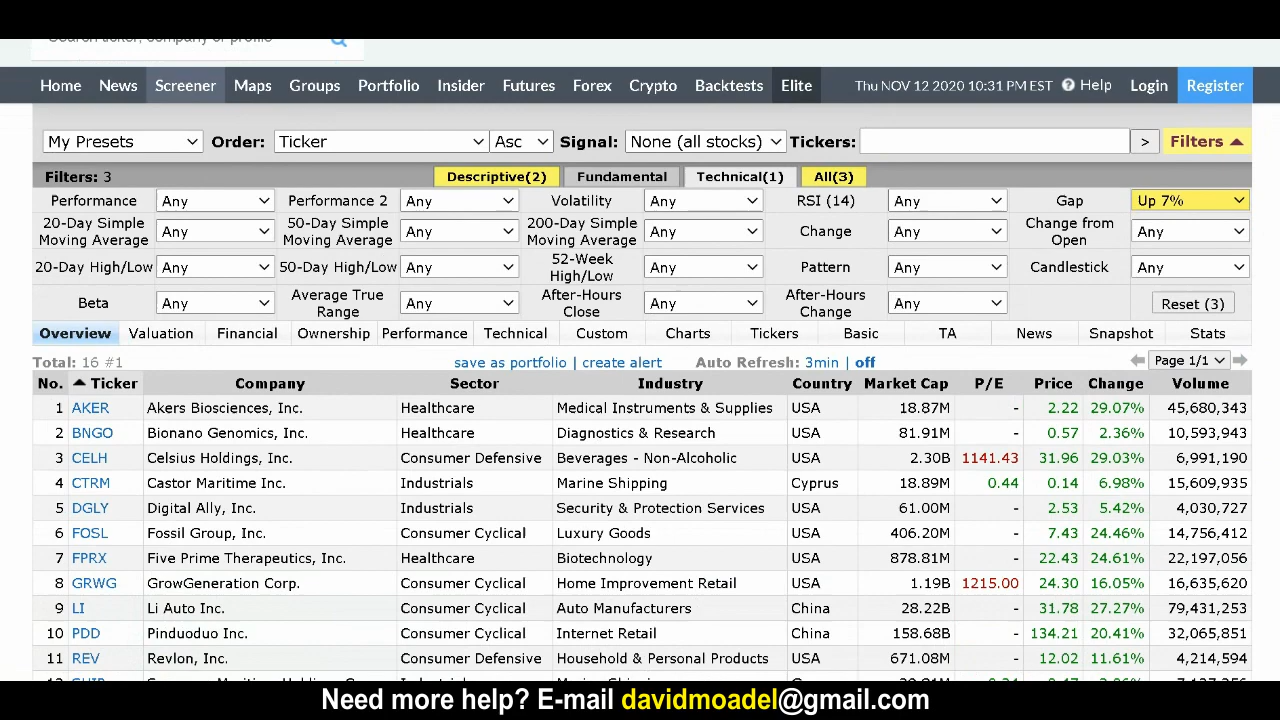 Search ticker, company or profile
Home News Screener Maps Groups Portfolio Insider Futures Forex Crypto Backtests Elite Thu NOV 12 2020 10:31 PM EST Help Login Register
My Presets Order: Ticker Asc Signal: None (all stocks) Tickers: > Filters
Filters: 3 Descriptive(2) Fundamental Technical(1) All(3)
Performance Any Performance 2 Any Volatility Any RSI (14) Any Gap Up 7%
20-Day Simple Moving Average Any 50-Day Simple Moving Average Any 200-Day Simple Moving Average Any Change Any Change from Open Any
20-Day High/Low Any 50-Day High/Low Any 52-Week High/Low Any Pattern Any Candlestick Any
Beta Any Average True Range Any After-Hours Close Any After-Hours Change Any Reset (3)
Overview Valuation Financial Ownership Performance Technical Custom Charts Tickers Basic TA News Snapshot Stats
Total: 16 #1 save as portfolio | create alert Auto Refresh: 3min | off Page 1/1
No. Ticker Company Sector Industry Country Market Cap P/E Price Change Volume
1 AKER Akers Biosciences, Inc. Healthcare Medical Instruments & Supplies USA 18.87M - 2.22 29.07% 45,680,343
2 BNGO Bionano Genomics, Inc. Healthcare Diagnostics & Research USA 81.91M - 0.57 2.36% 10,593,943
3 CELH Celsius Holdings, Inc. Consumer Defensive Beverages - Non-Alcoholic USA 2.30B 1141.43 31.96 29.03% 6,991,190
4 CTRM Castor Maritime Inc. Industrials Marine Shipping Cyprus 18.89M 0.44 0.14 6.98% 15,609,935
5 DGLY Digital Ally, Inc. Industrials Security & Protection Services USA 61.00M - 2.53 5.42% 4,030,727
6 FOSL Fossil Group, Inc. Consumer Cyclical Luxury Goods USA 406.20M - 7.43 24.46% 14,756,412
7 FPRX Five Prime Therapeutics, Inc. Healthcare Biotechnology USA 878.81M - 22.43 24.61% 22,197,056
8 GRWG GrowGeneration Corp. Consumer Cyclical Home Improvement Retail USA 1.19B 1215.00 24.30 16.05% 16,635,620
9 LI Li Auto Inc. Consumer Cyclical Auto Manufacturers China 28.22B - 31.78 27.27% 79,431,253
10 PDD Pinduoduo Inc. Consumer Cyclical Internet Retail China 158.68B - 134.21 20.41% 32,065,851
11 REV Revlon, Inc. Consumer Defensive Household & Personal Products USA 671.08M - 12.02 11.61% 4,214,594
Need more help? E-mail davidmoadel@gmail.com